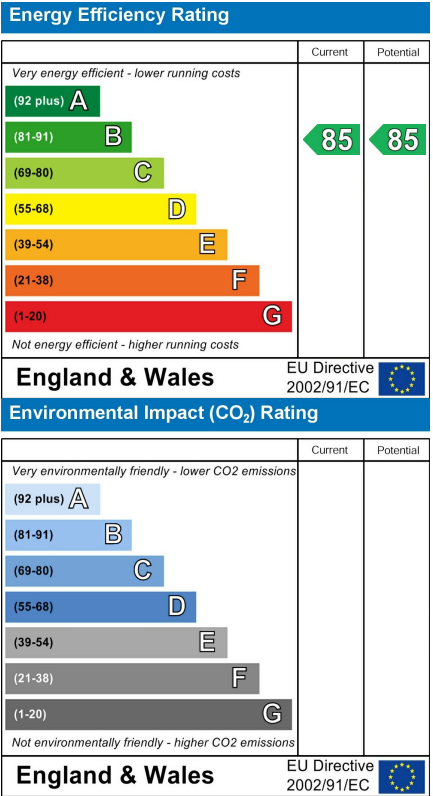 Energy Efficiency Rating
Current Potential
Very energy efficient - lower running costs
(92 plus) A
(81-91) B
85 85
(69-80) C
(55-68) D
(39-54) E
(21-38) F
(1-20) G
Not energy efficient - higher running costs
England & Wales
EU Directive
2002/91/EC
Environmental Impact (CO₂) Rating
Current Potential
Very environmentally friendly - lower CO2 emissions
(92 plus) A
(81-91) B
(69-80) C
(55-68) D
(39-54) E
(21-38) F
(1-20) G
Not environmentally friendly - higher CO2 emissions
England & Wales
EU Directive
2002/91/EC